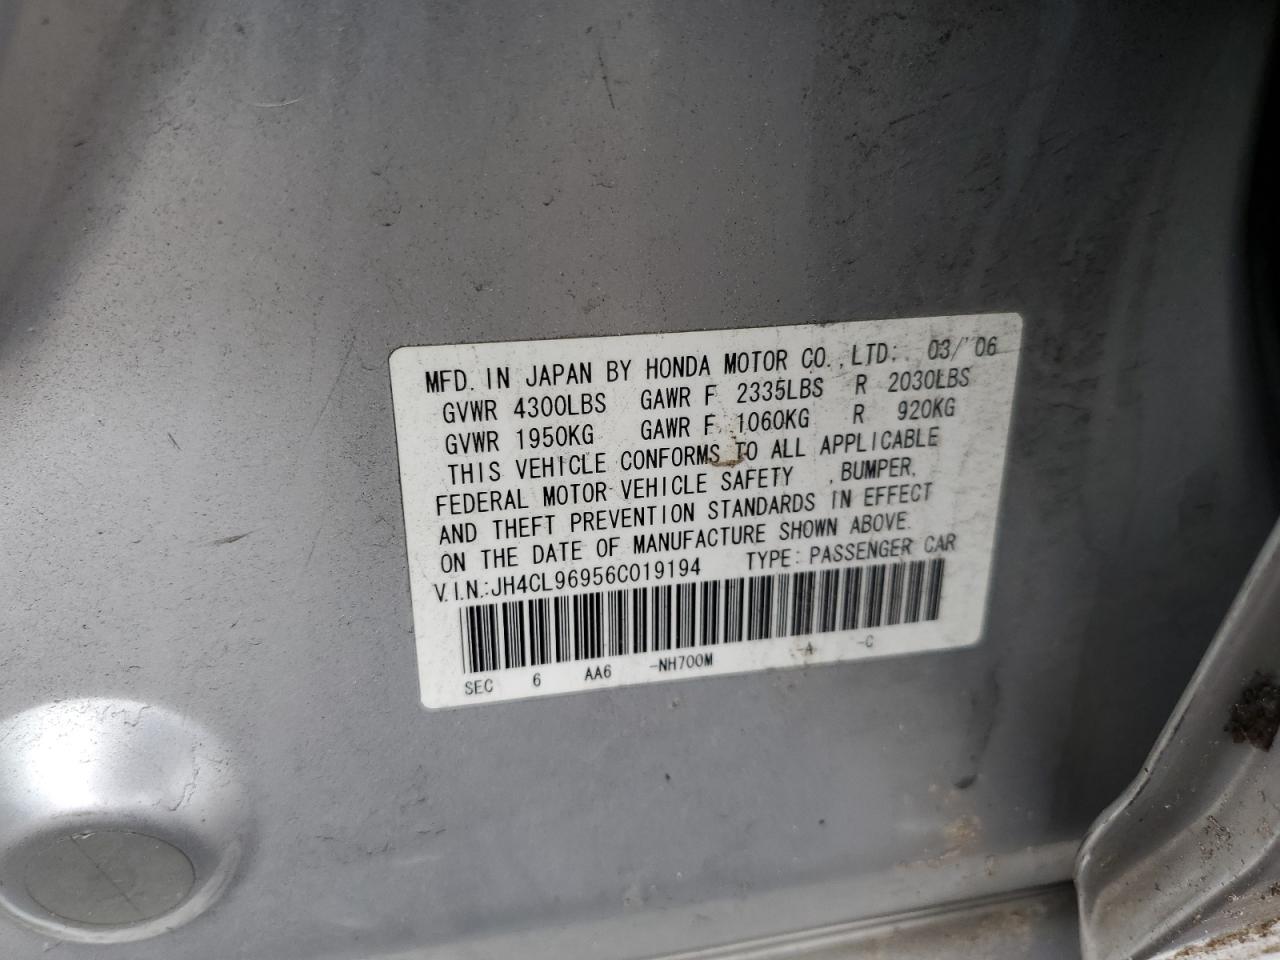 MFD. IN JAPAN BY HONDA MOTOR CO., LTD. 03/'06
GVWR 4300LBS GAWR F 2335LBS R 2030LBS
GVWR 1950KG GAWR F 1060KG R 920KG
THIS VEHICLE CONFORMS TO ALL APPLICABLE
FEDERAL MOTOR VEHICLE SAFETY , BUMPER,
AND THEFT PREVENTION STANDARDS IN EFFECT
ON THE DATE OF MANUFACTURE SHOWN ABOVE.
V.I.N.:JH4CL96956C019194 TYPE: PASSENGER CAR
SEC 6 AA6 -NH700M -A -C